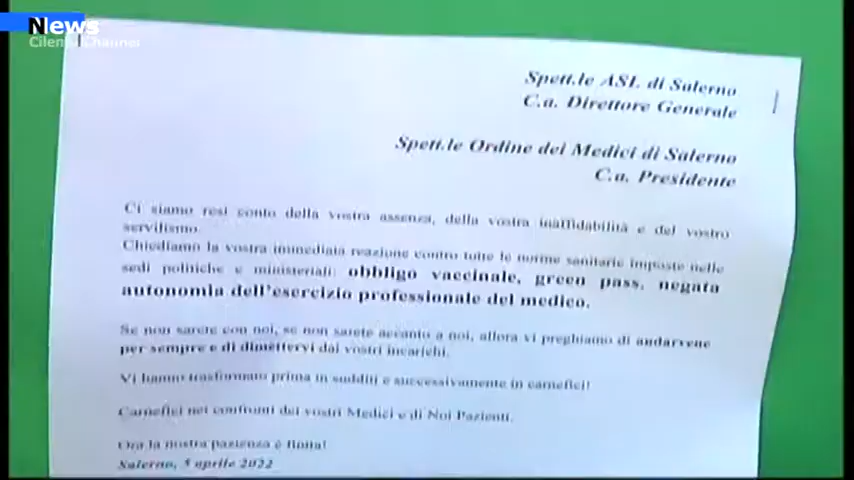 News
Cilento Channel
Spett.le ASL di Salerno
C.a. Direttore Generale
Spett.le Ordine dei Medici di Salerno
C.a. Presidente
Ci siamo resi conto della vostra assenza, della vostra inaffidabilità e del vostro
servilismo.
Chiediamo la vostra immediata reazione contro tutte le norme sanitarie imposte nelle
sedi politiche e ministeriali: obbligo vaccinale, green pass, negata
autonomia dell'esercizio professionale del medico.
Se non sarete con noi, se non sarete accanto a noi, allora vi preghiamo di andarvene
per sempre e di dimettervi dai vostri incarichi.
Vi hanno trasformato prima in sudditi e successivamente in carnefici!
Carnefici nei confronti dei vostri Medici e di Noi Pazienti.
Ora la nostra pazienza è finita!
Salerno, 5 aprile 2022